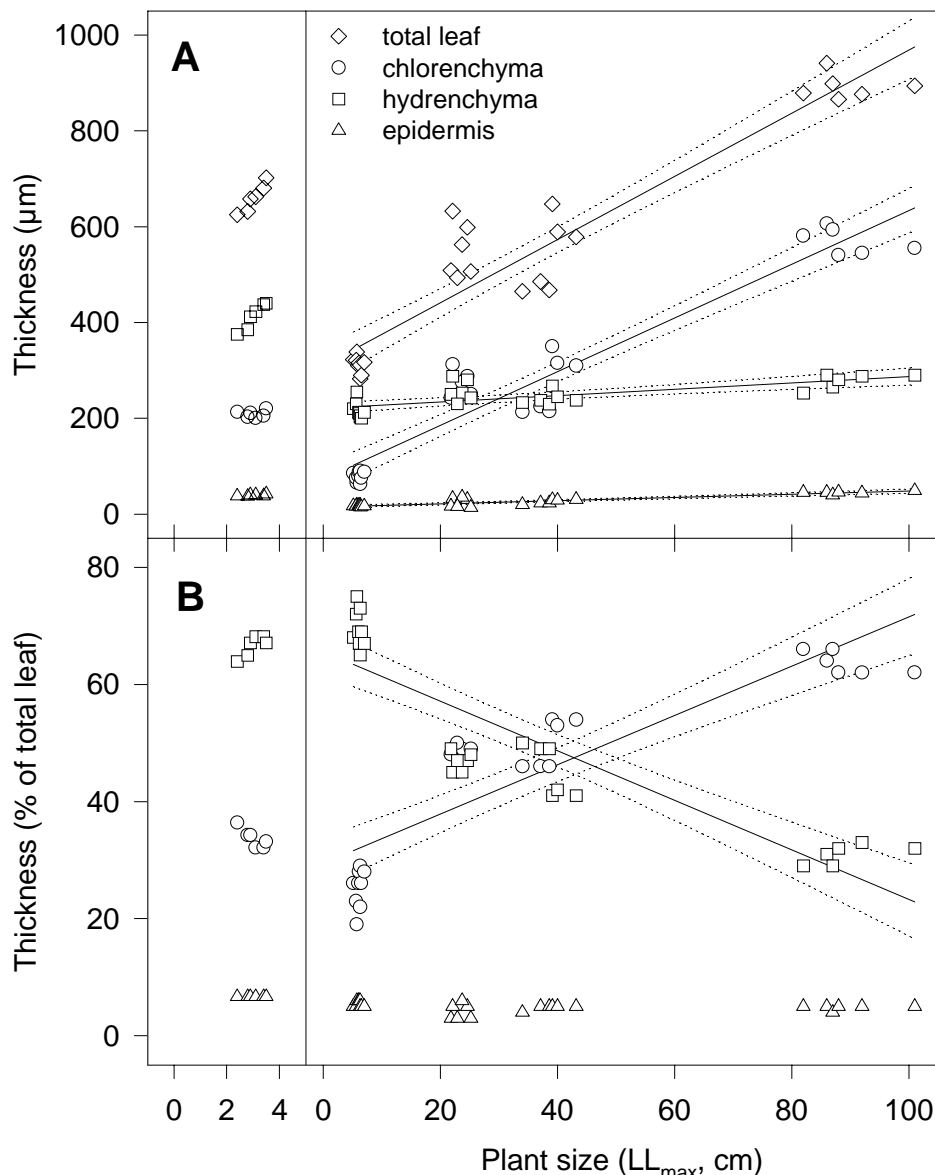 1000
800
600
400
200
0
Thickness (µm)
A
total leaf
chlorenchyma
hydrenchyma
epidermis
80
60
40
20
0
Thickness (% of total leaf)
B
0 2 4 0 20 40 60 80 100
Plant size (LLmax, cm)